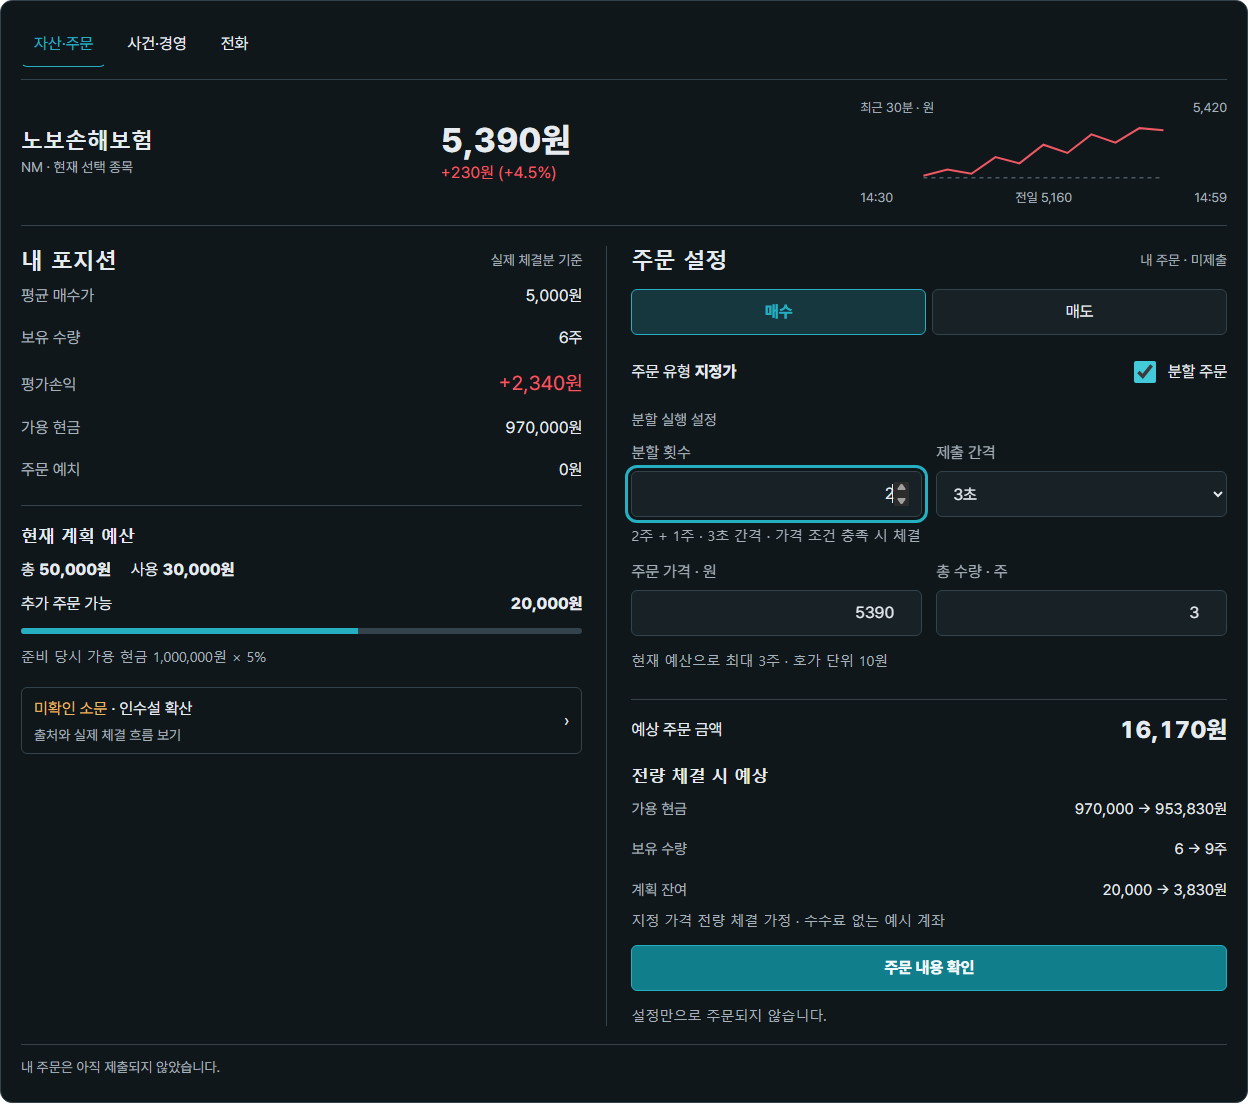 자산·주문 사건·경영 전화
노보손해보험
NM · 현재 선택 종목
5,390원
+230원 (+4.5%)
최근 30분 · 원 5,420
14:30 전일 5,160 14:59
내 포지션 실제 체결분 기준
평균 매수가 5,000원
보유 수량 6주
평가손익 +2,340원
가용 현금 970,000원
주문 예치 0원
현재 계획 예산
총 50,000원 사용 30,000원
추가 주문 가능 20,000원
준비 당시 가용 현금 1,000,000원 × 5%
미확인 소문 · 인수설 확산
출처와 실제 체결 흐름 보기
›
주문 설정 내 주문 · 미제출
매수 매도
주문 유형 지정가 분할 주문
분할 실행 설정
분할 횟수 제출 간격
2 3초
2주 + 1주 · 3초 간격 · 가격 조건 충족 시 체결
주문 가격 · 원 총 수량 · 주
5390 3
현재 예산으로 최대 3주 · 호가 단위 10원
예상 주문 금액 16,170원
전량 체결 시 예상
가용 현금 970,000 → 953,830원
보유 수량 6 → 9주
계획 잔여 20,000 → 3,830원
지정 가격 전량 체결 가정 · 수수료 없는 예시 계좌
주문 내용 확인
설정만으로 주문되지 않습니다.
내 주문은 아직 제출되지 않았습니다.